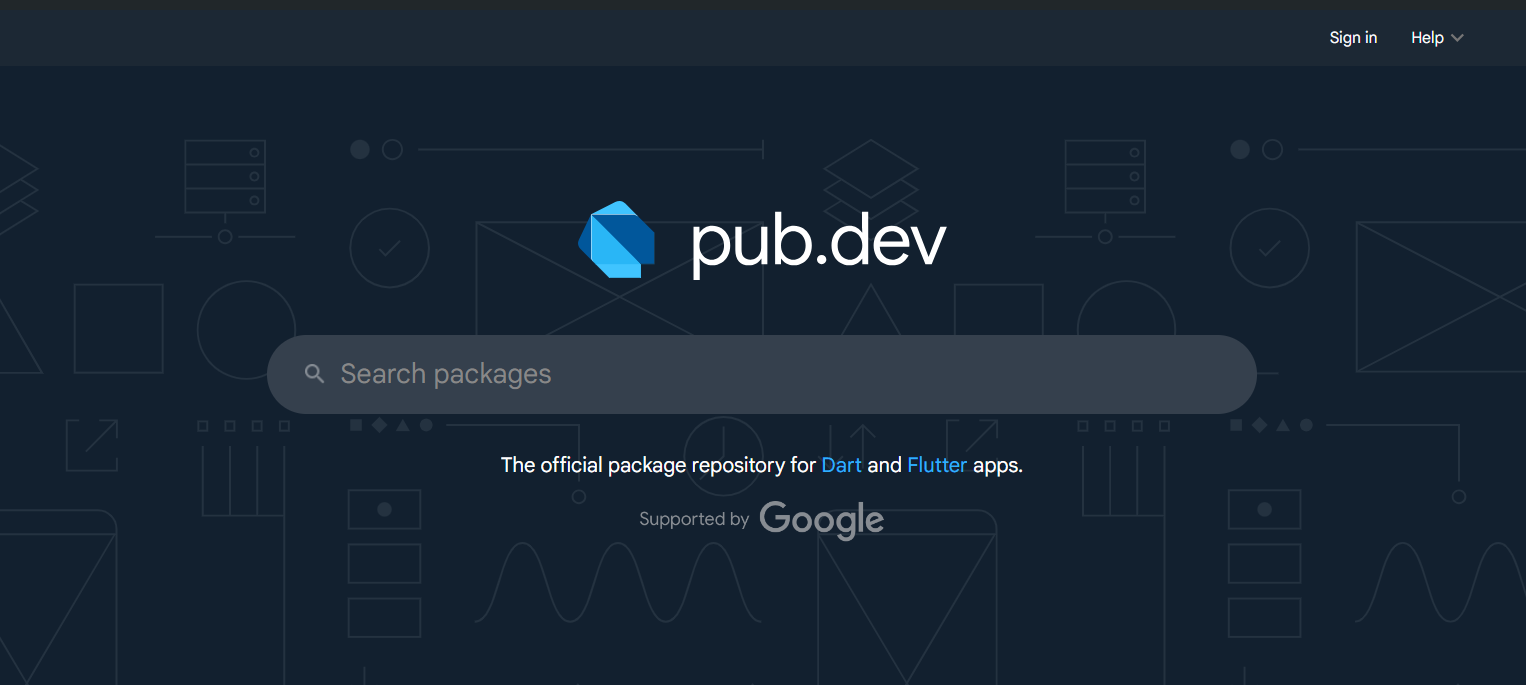 Sign in Help
pub.dev
Search packages
The official package repository for Dart and Flutter apps.
Supported by Google